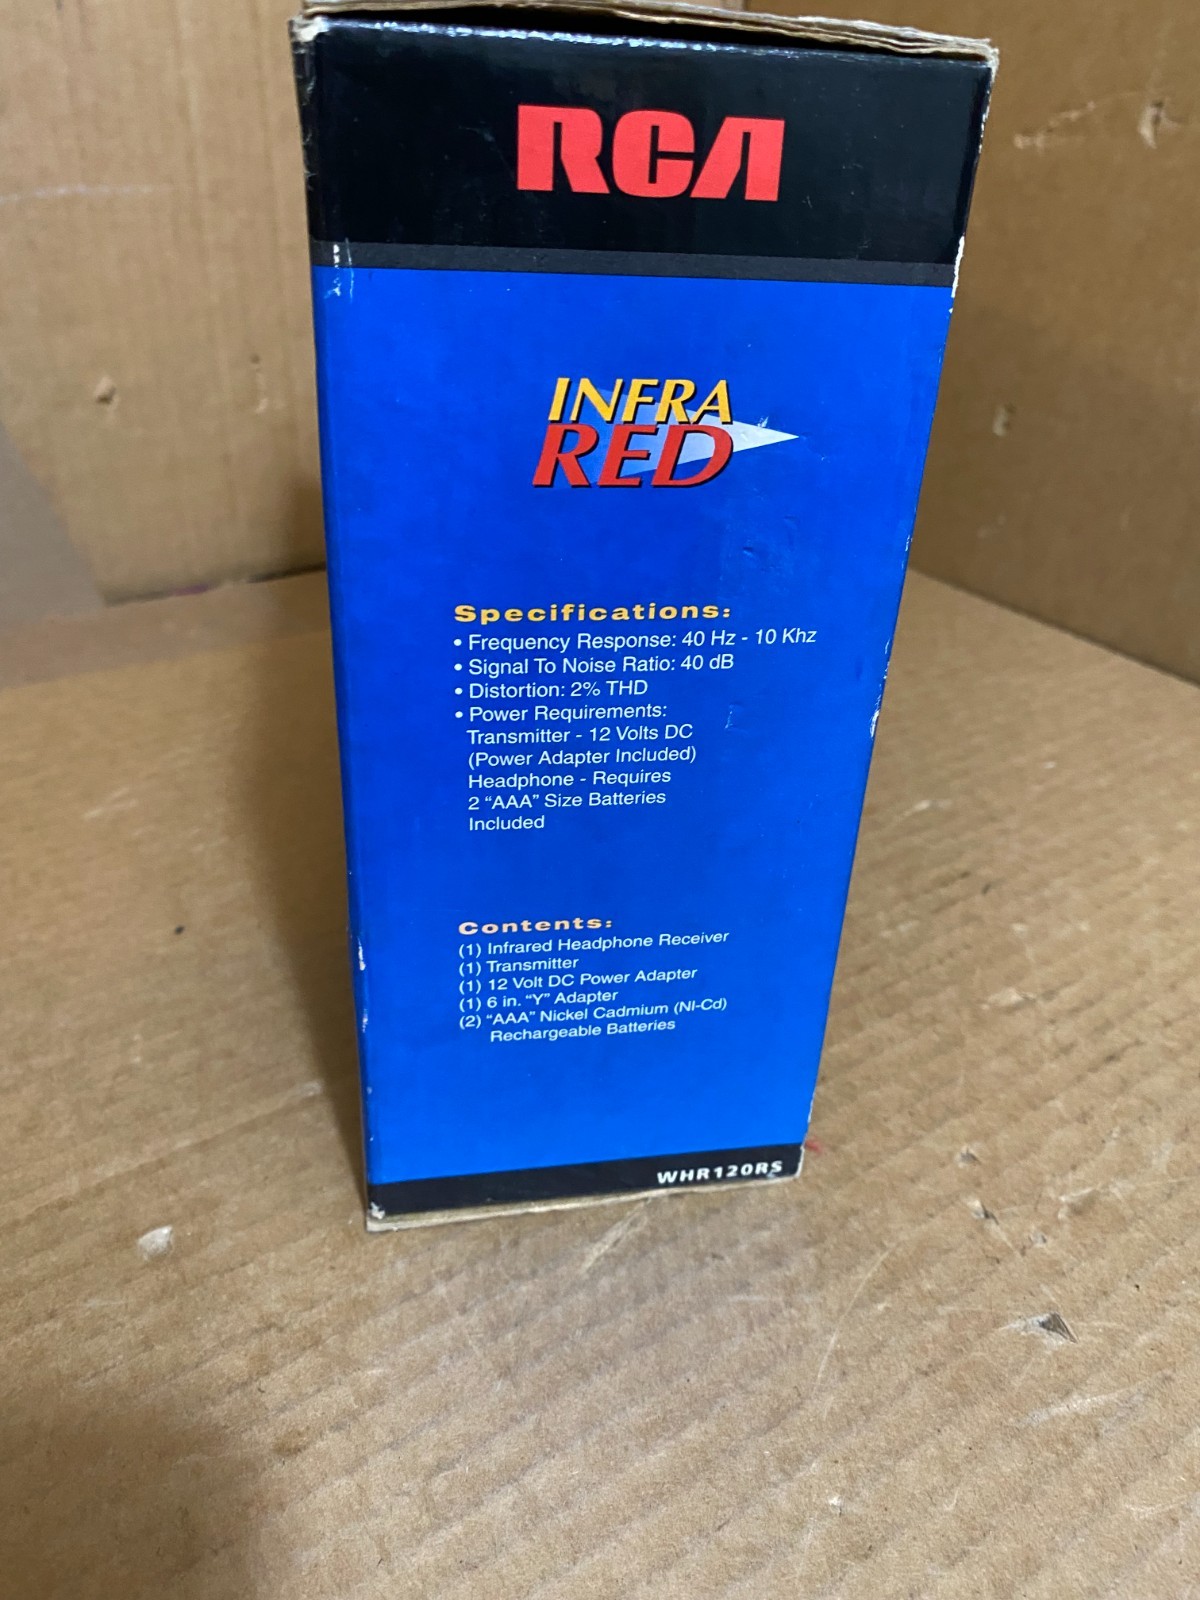 RCA
INFRA
RED
Specifications:
• Frequency Response: 40 Hz - 10 Khz
• Signal To Noise Ratio: 40 dB
• Distortion: 2% THD
• Power Requirements:
Transmitter - 12 Volts DC
(Power Adapter Included)
Headphone - Requires
2 “AAA” Size Batteries
Included
Contents:
(1) Infrared Headphone Receiver
(1) Transmitter
(1) 12 Volt DC Power Adapter
(1) 6 in. “Y” Adapter
(2) “AAA” Nickel Cadmium (NI-Cd)
Rechargeable Batteries
WHR120RS